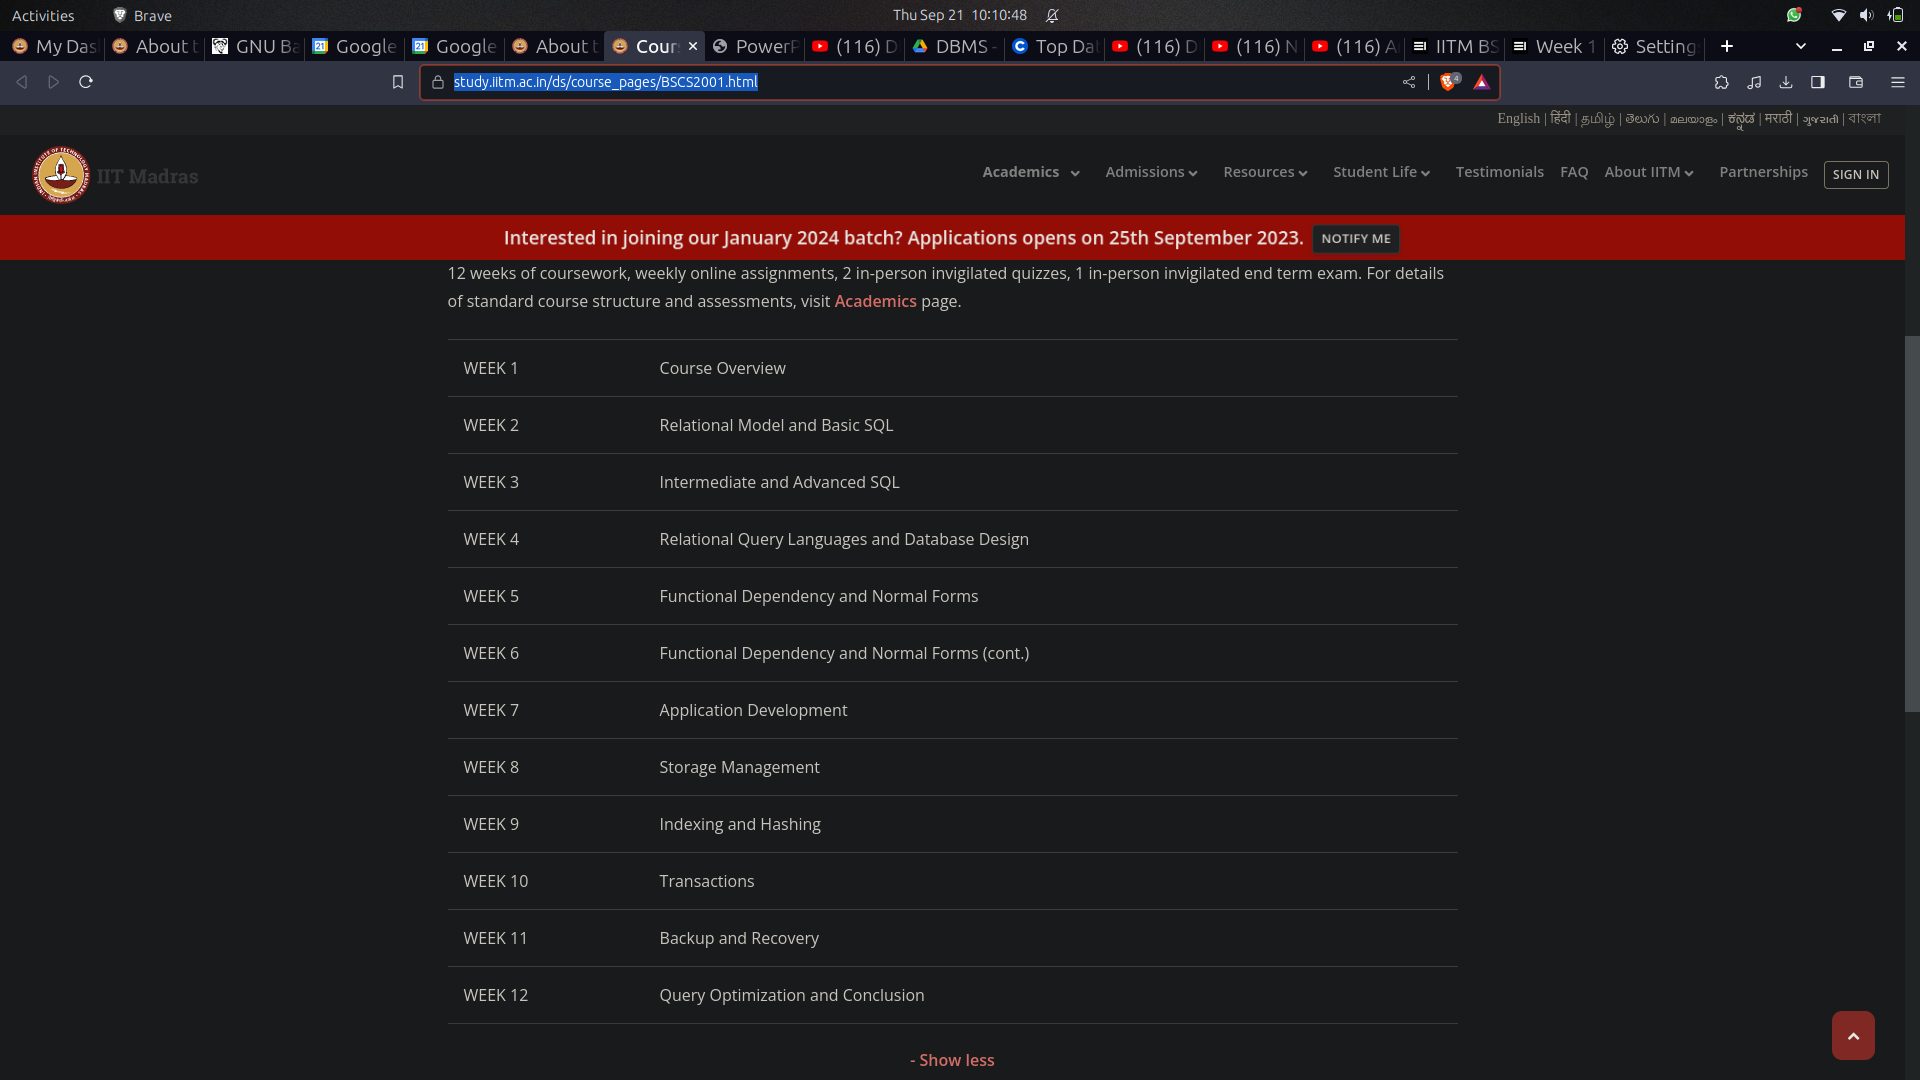 Activities Brave Thu Sep 21 10:10:48
My Das About t GNU Ba Google Google About t Cour PowerP (116) D DBMS - Top Dat (116) D (116) N (116) A IITM BS Week 1 Setting
study.iitm.ac.in/ds/course_pages/BSCS2001.html 4
English | हिंदी | தமிழ் | తెలుగు | മലയാളം | ಕನ್ನಡ | मराठी | ગુજરાતી | বাংলা
IIT Madras Academics Admissions Resources Student Life Testimonials FAQ About IITM Partnerships SIGN IN
Interested in joining our January 2024 batch? Applications opens on 25th September 2023. NOTIFY ME
12 weeks of coursework, weekly online assignments, 2 in-person invigilated quizzes, 1 in-person invigilated end term exam. For details
of standard course structure and assessments, visit Academics page.
WEEK 1 Course Overview
WEEK 2 Relational Model and Basic SQL
WEEK 3 Intermediate and Advanced SQL
WEEK 4 Relational Query Languages and Database Design
WEEK 5 Functional Dependency and Normal Forms
WEEK 6 Functional Dependency and Normal Forms (cont.)
WEEK 7 Application Development
WEEK 8 Storage Management
WEEK 9 Indexing and Hashing
WEEK 10 Transactions
WEEK 11 Backup and Recovery
WEEK 12 Query Optimization and Conclusion
- Show less